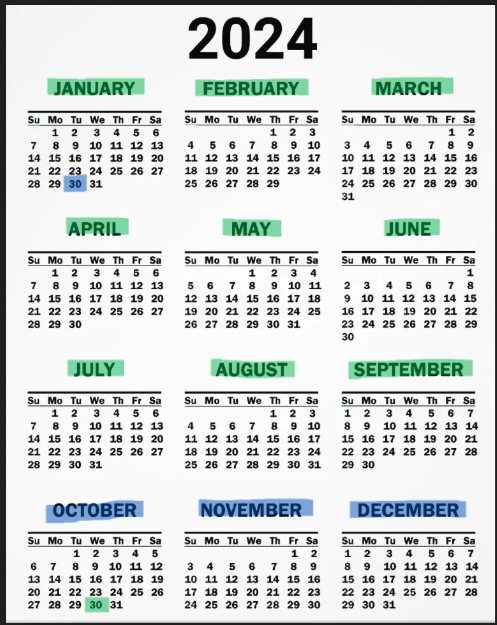 2024
JANUARY
Su Mo Tu We Th Fr Sa
1 2 3 4 5 6
7 8 9 10 11 12 13
14 15 16 17 18 19 20
21 22 23 24 25 26 27
28 29 30 31
FEBRUARY
Su Mo Tu We Th Fr Sa
1 2 3
4 5 6 7 8 9 10
11 12 13 14 15 16 17
18 19 20 21 22 23 24
25 26 27 28 29
MARCH
Su Mo Tu We Th Fr Sa
1 2
3 4 5 6 7 8 9
10 11 12 13 14 15 16
17 18 19 20 21 22 23
24 25 26 27 28 29 30
31
APRIL
Su Mo Tu We Th Fr Sa
1 2 3 4 5 6
7 8 9 10 11 12 13
14 15 16 17 18 19 20
21 22 23 24 25 26 27
28 29 30
MAY
Su Mo Tu We Th Fr Sa
1 2 3 4
5 6 7 8 9 10 11
12 13 14 15 16 17 18
19 20 21 22 23 24 25
26 27 28 29 30 31
JUNE
Su Mo Tu We Th Fr Sa
1
2 3 4 5 6 7 8
9 10 11 12 13 14 15
16 17 18 19 20 21 22
23 24 25 26 27 28 29
30
JULY
Su Mo Tu We Th Fr Sa
1 2 3 4 5 6
7 8 9 10 11 12 13
14 15 16 17 18 19 20
21 22 23 24 25 26 27
28 29 30 31
AUGUST
Su Mo Tu We Th Fr Sa
1 2 3
4 5 6 7 8 9 10
11 12 13 14 15 16 17
18 19 20 21 22 23 24
25 26 27 28 29 30 31
SEPTEMBER
Su Mo Tu We Th Fr Sa
1 2 3 4 5 6 7
8 9 10 11 12 13 14
15 16 17 18 19 20 21
22 23 24 25 26 27 28
29 30
OCTOBER
Su Mo Tu We Th Fr Sa
1 2 3 4 5
6 7 8 9 10 11 12
13 14 15 16 17 18 19
20 21 22 23 24 25 26
27 28 29 30 31
NOVEMBER
Su Mo Tu We Th Fr Sa
1 2
3 4 5 6 7 8 9
10 11 12 13 14 15 16
17 18 19 20 21 22 23
24 25 26 27 28 29 30
DECEMBER
Su Mo Tu We Th Fr Sa
1 2 3 4 5 6 7
8 9 10 11 12 13 14
15 16 17 18 19 20 21
22 23 24 25 26 27 28
29 30 31